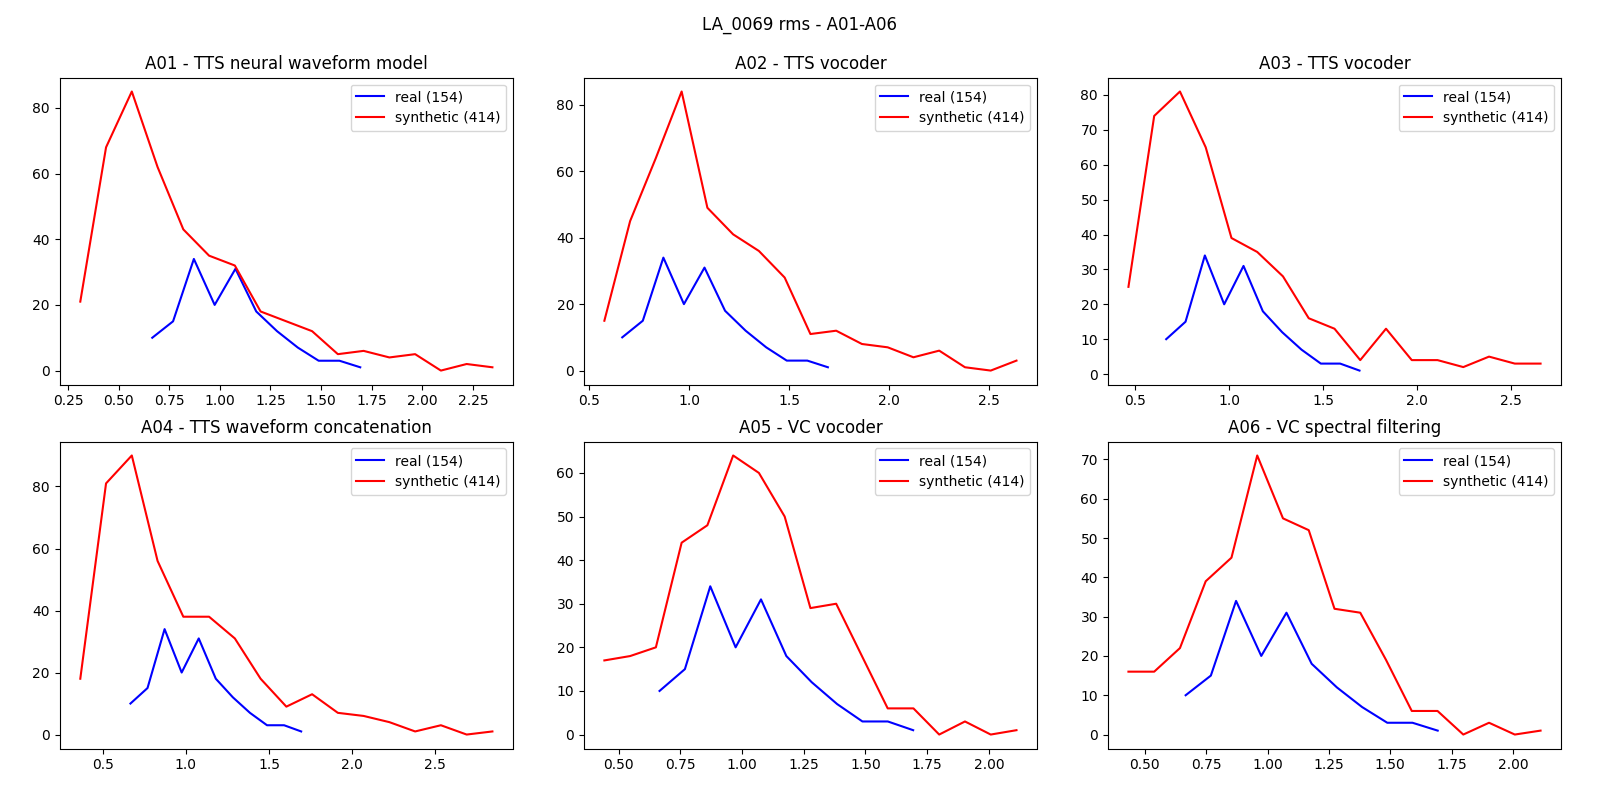 LA_0069 rms - A01-A06
A01 - TTS neural waveform model
real (154)
synthetic (414)
80
60
40
20
0
0.25 0.50 0.75 1.00 1.25 1.50 1.75 2.00 2.25
A02 - TTS vocoder
real (154)
synthetic (414)
80
60
40
20
0
0.5 1.0 1.5 2.0 2.5
A03 - TTS vocoder
real (154)
synthetic (414)
80
70
60
50
40
30
20
10
0
0.5 1.0 1.5 2.0 2.5
A04 - TTS waveform concatenation
real (154)
synthetic (414)
80
60
40
20
0
0.5 1.0 1.5 2.0 2.5
A05 - VC vocoder
real (154)
synthetic (414)
60
50
40
30
20
10
0
0.50 0.75 1.00 1.25 1.50 1.75 2.00
A06 - VC spectral filtering
real (154)
synthetic (414)
70
60
50
40
30
20
10
0
0.50 0.75 1.00 1.25 1.50 1.75 2.00